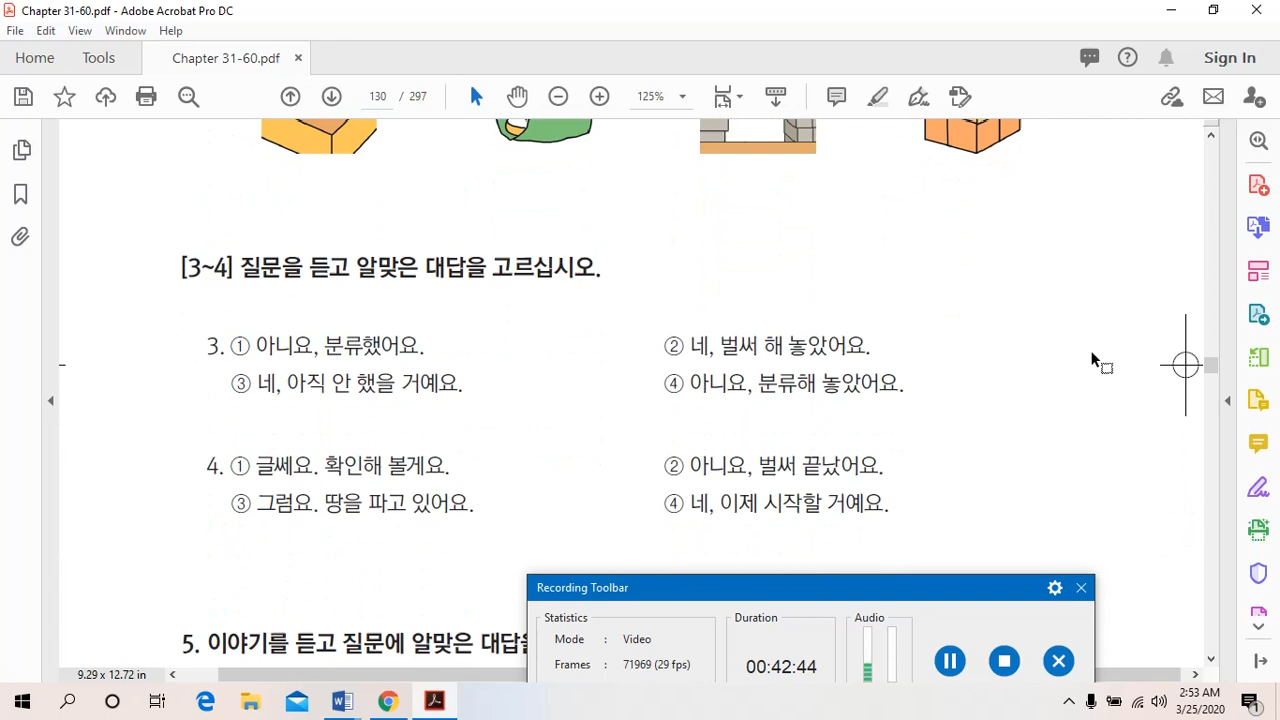 Chapter 31-60.pdf - Adobe Acrobat Pro DC
File Edit View Window Help
Home Tools Chapter 31-60.pdf × Sign In
130 / 297 125%
[3~4] 질문을 듣고 알맞은 대답을 고르십시오.
3. ① 아니요, 분류했어요. ② 네, 벌써 해 놓았어요.
③ 네, 아직 안 했을 거예요. ④ 아니요, 분류해 놓았어요.
4. ① 글쎄요. 확인해 볼게요. ② 아니요, 벌써 끝났어요.
③ 그럼요. 땅을 파고 있어요. ④ 네, 이제 시작할 거예요.
Recording Toolbar
Statistics Duration Audio
Mode : Video
Frames : 71969 (29 fps) 00:42:44
5. 이야기를 듣고 질문에 알맞은 대답을
9.29 x 12.72 in
2:53 AM
3/25/2020